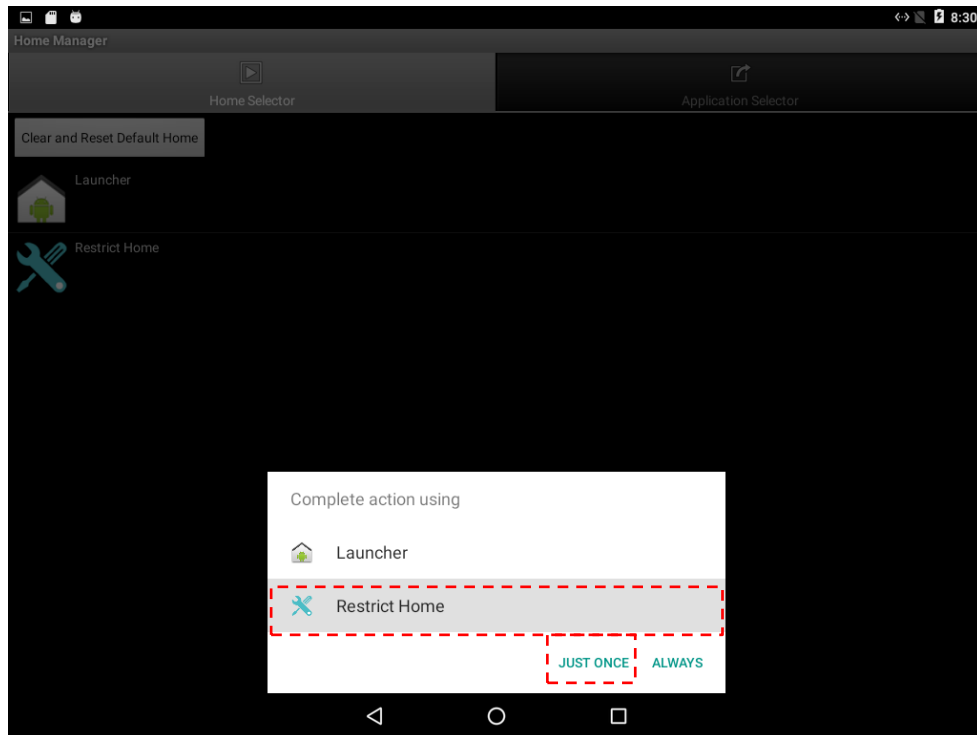 8:30
Home Manager
Home Selector
Application Selector
Clear and Reset Default Home
Launcher
Restrict Home
Complete action using
Launcher
Restrict Home
JUST ONCE ALWAYS